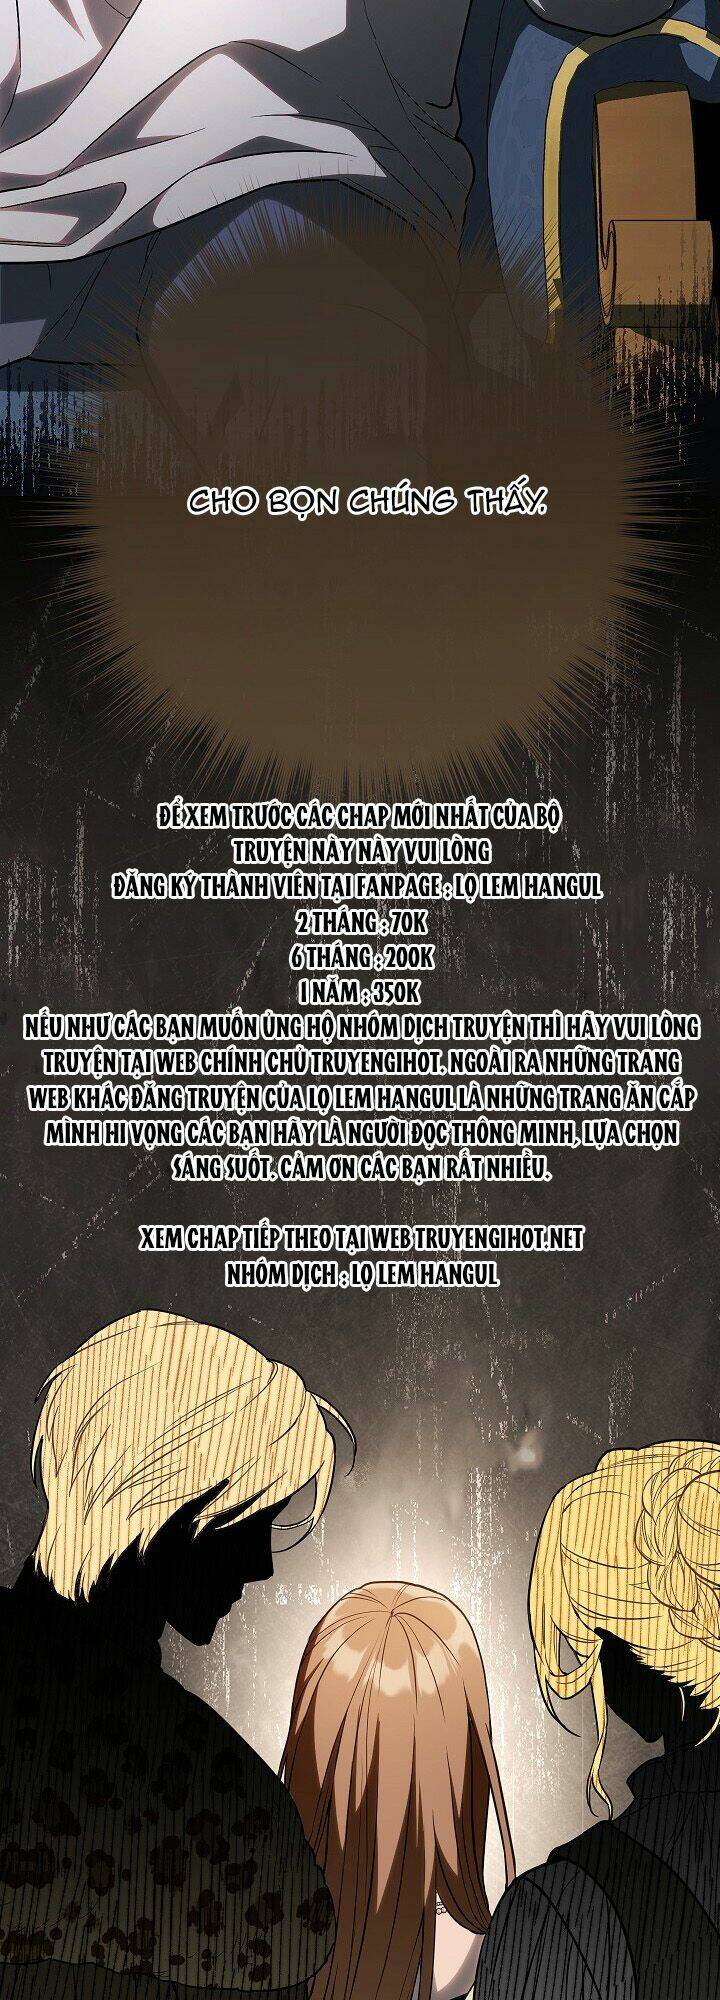 CHO BỌN CHÚNG THẤY.
ĐỂ XEM TRƯỚC CÁC CHAP MỚI NHẤT CỦA BỘ
TRUYỆN NÀY NÀY VUI LÒNG
ĐĂNG KÝ THÀNH VIÊN TẠI FANPAGE : LỌ LEM HANGUL
2 THÁNG : 70K
6 THÁNG : 200K
1 NĂM : 350K
NẾU NHƯ CÁC BẠN MUỐN ỦNG HỘ NHÓM DỊCH TRUYỆN THÌ HÃY VUI LÒNG
TRUYỆN TẠI WEB CHÍNH CHỦ TRUYENGIHOT. NGOÀI RA NHỮNG TRANG
WEB KHÁC ĐĂNG TRUYỆN CỦA LỌ LEM HANGUL LÀ NHỮNG TRANG ĂN CẮP
MÌNH HI VỌNG CÁC BẠN HÃY LÀ NGƯỜI ĐỌC THÔNG MINH, LỰA CHỌN
SÁNG SUỐT. CẢM ƠN CÁC BẠN RẤT NHIỀU.
XEM CHAP TIẾP THEO TẠI WEB TRUYENGIHOT.NET
NHÓM DỊCH : LỌ LEM HANGUL